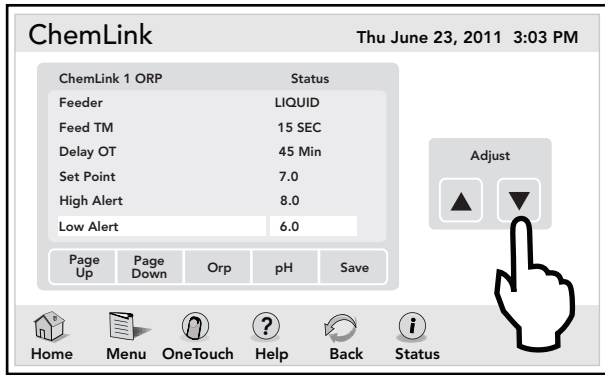 ChemLink
Thu June 23, 2011 3:03 PM
ChemLink 1 ORP Status
Feeder LIQUID
Feed TM 15 SEC
Delay OT 45 Min
Set Point 7.0
High Alert 8.0
Low Alert 6.0
Page Up
Page Down
Orp
pH
Save
Adjust
Home
Menu
OneTouch
? Help
Back
i Status